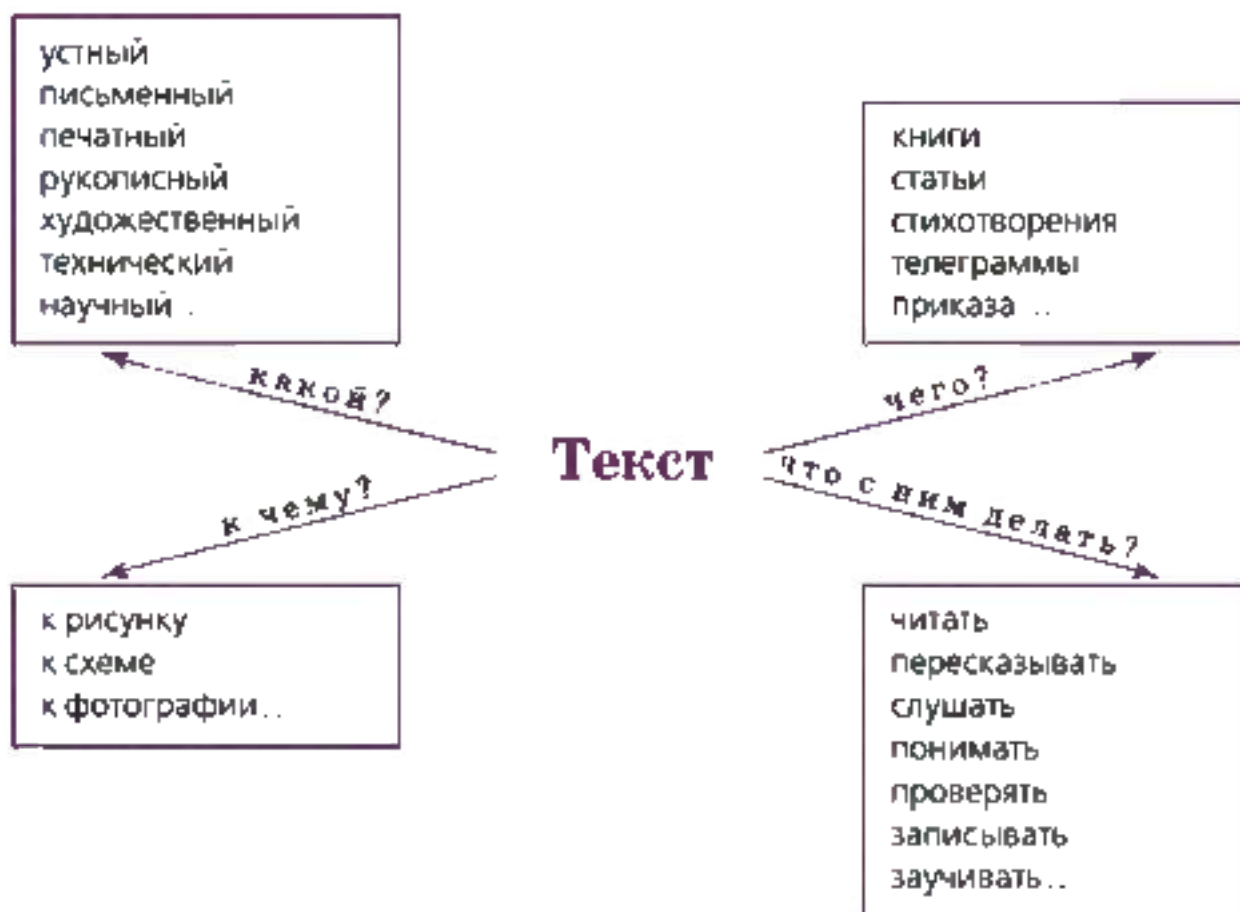 устный
письменный
печатный
рукописный
художественный
технический
научный .
книги
статьи
стихотворения
телеграммы
приказа ..
какой?
чего?
Текст
к чему?
что с ним делать?
к рисунку
к схеме
к фотографии..
читать
пересказывать
слушать
понимать
проверять
записывать
заучивать..